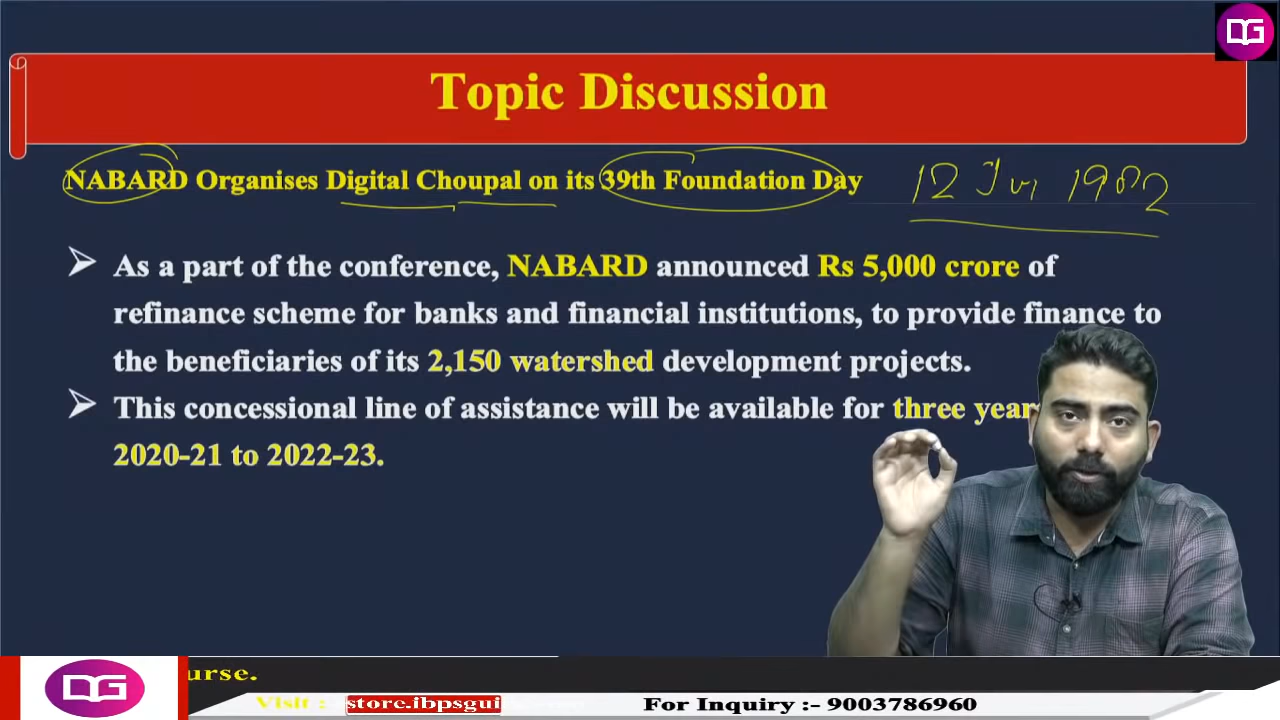 Topic Discussion
NABARD Organises Digital Choupal on its 39th Foundation Day
12 1982
As a part of the conference, NABARD announced Rs 5,000 crore of
refinance scheme for banks and financial institutions, to provide finance to
the beneficiaries of its 2,150 watershed development projects.
This concessional line of assistance will be available for three year
2020-21 to 2022-23.
urse.
Visit : store.ibpsgui
For Inquiry :- 9003786960